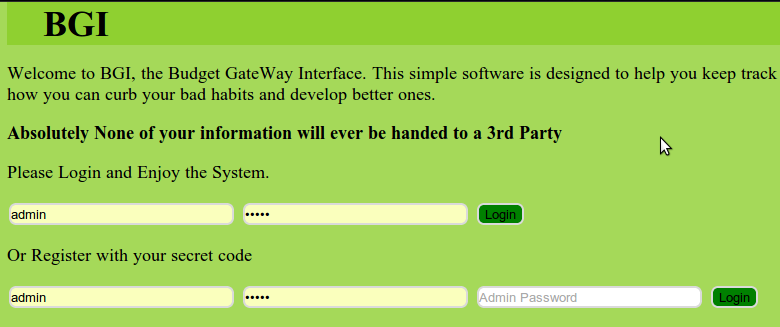 BGI
Welcome to BGI, the Budget GateWay Interface. This simple software is designed to help you keep track
how you can curb your bad habits and develop better ones.
Absolutely None of your information will ever be handed to a 3rd Party
Please Login and Enjoy the System.
admin ••••• Login
Or Register with your secret code
admin ••••• Admin Password Login